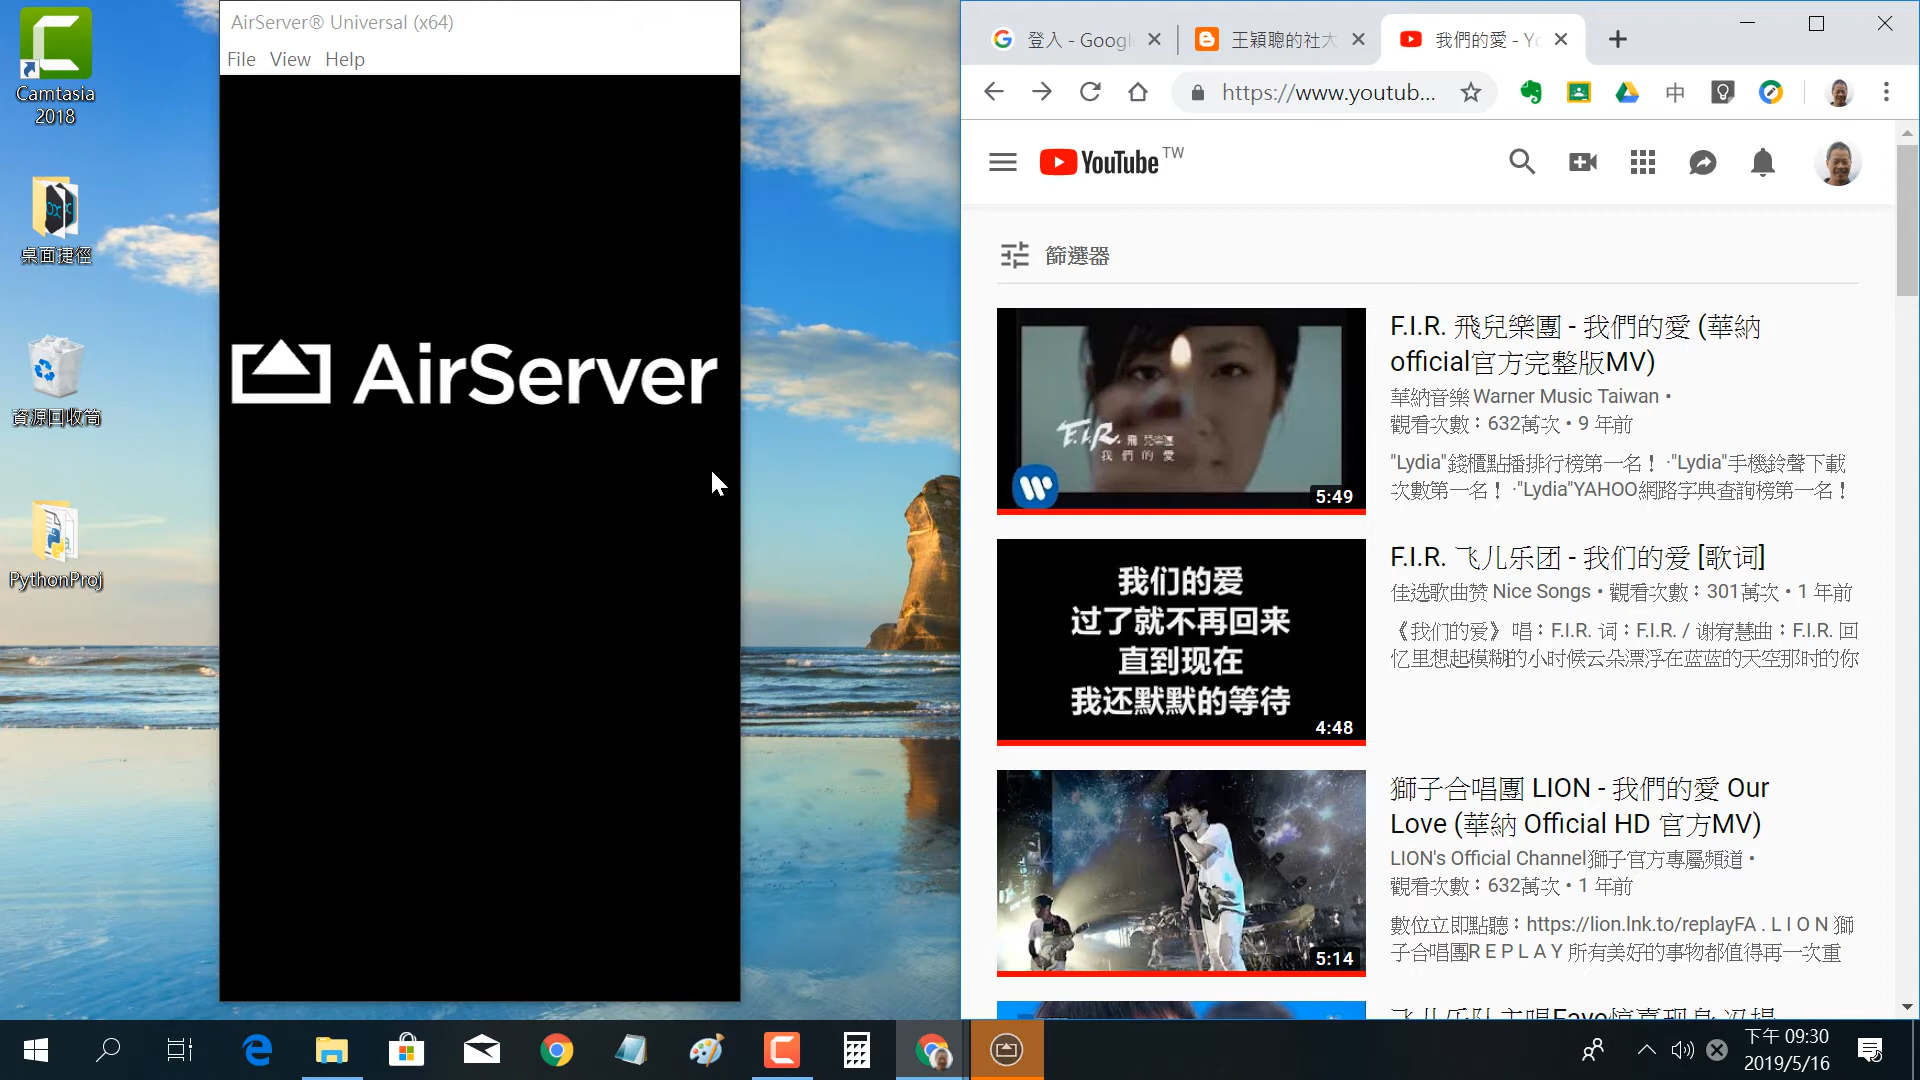 Camtasia
2018
桌面捷徑
資源回收筒
PythonProj
AirServer® Universal (x64)
File View Help
AirServer
登入 - Googl
王穎聰的社大
我們的愛 - Yo
https://www.youtub...
中
YouTube TW
篩選器
F.I.R. 飛兒樂團
我們的愛
5:49
F.I.R. 飛兒樂團 - 我們的愛 (華納
official官方完整版MV)
華納音樂 Warner Music Taiwan •
觀看次數：632萬次 • 9 年前
"Lydia"錢櫃點播排行榜第一名！ ·"Lydia"手機鈴聲下載
次數第一名！ ·"Lydia"YAHOO網路字典查詢榜第一名！
我们的爱
过了就不再回来
直到现在
我还默默的等待
4:48
F.I.R. 飞儿乐团 - 我们的爱 [歌词]
佳选歌曲赞 Nice Songs • 觀看次數：301萬次 • 1 年前
《我们的爱》 唱：F.I.R. 词：F.I.R. / 谢宥慧曲：F.I.R. 回
忆里想起模糊的小时候云朵漂浮在蓝蓝的天空那时的你
5:14
獅子合唱團 LION - 我們的愛 Our
Love (華納 Official HD 官方MV)
LION's Official Channel獅子官方專屬頻道 •
觀看次數：632萬次 • 1 年前
數位立即點聽：https://lion.lnk.to/replayFA . L I O N 獅
子合唱團R E P L A Y 所有美好的事物都值得再一次重
下午 09:30
2019/5/16